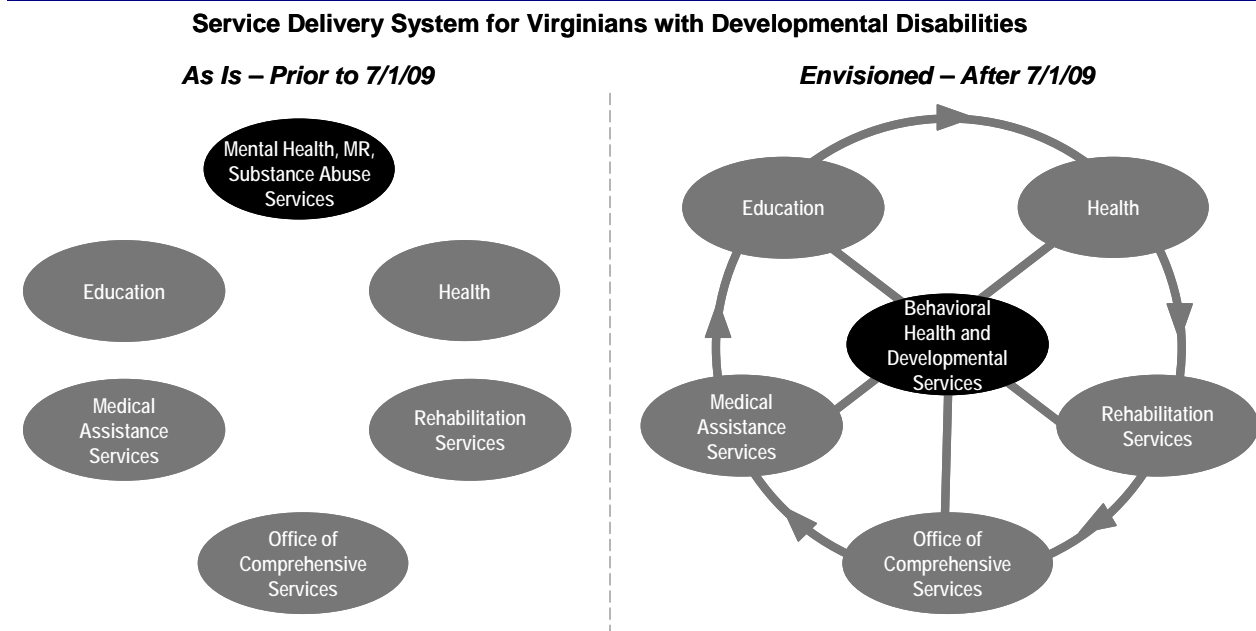 Service Delivery System for Virginians with Developmental Disabilities
As Is – Prior to 7/1/09
Mental Health, MR,
Substance Abuse
Services
Education
Health
Medical
Assistance
Services
Rehabilitation
Services
Office of
Comprehensive
Services
Envisioned – After 7/1/09
Education
Health
Behavioral
Health and
Developmental
Services
Medical
Assistance
Services
Rehabilitation
Services
Office of
Comprehensive
Services